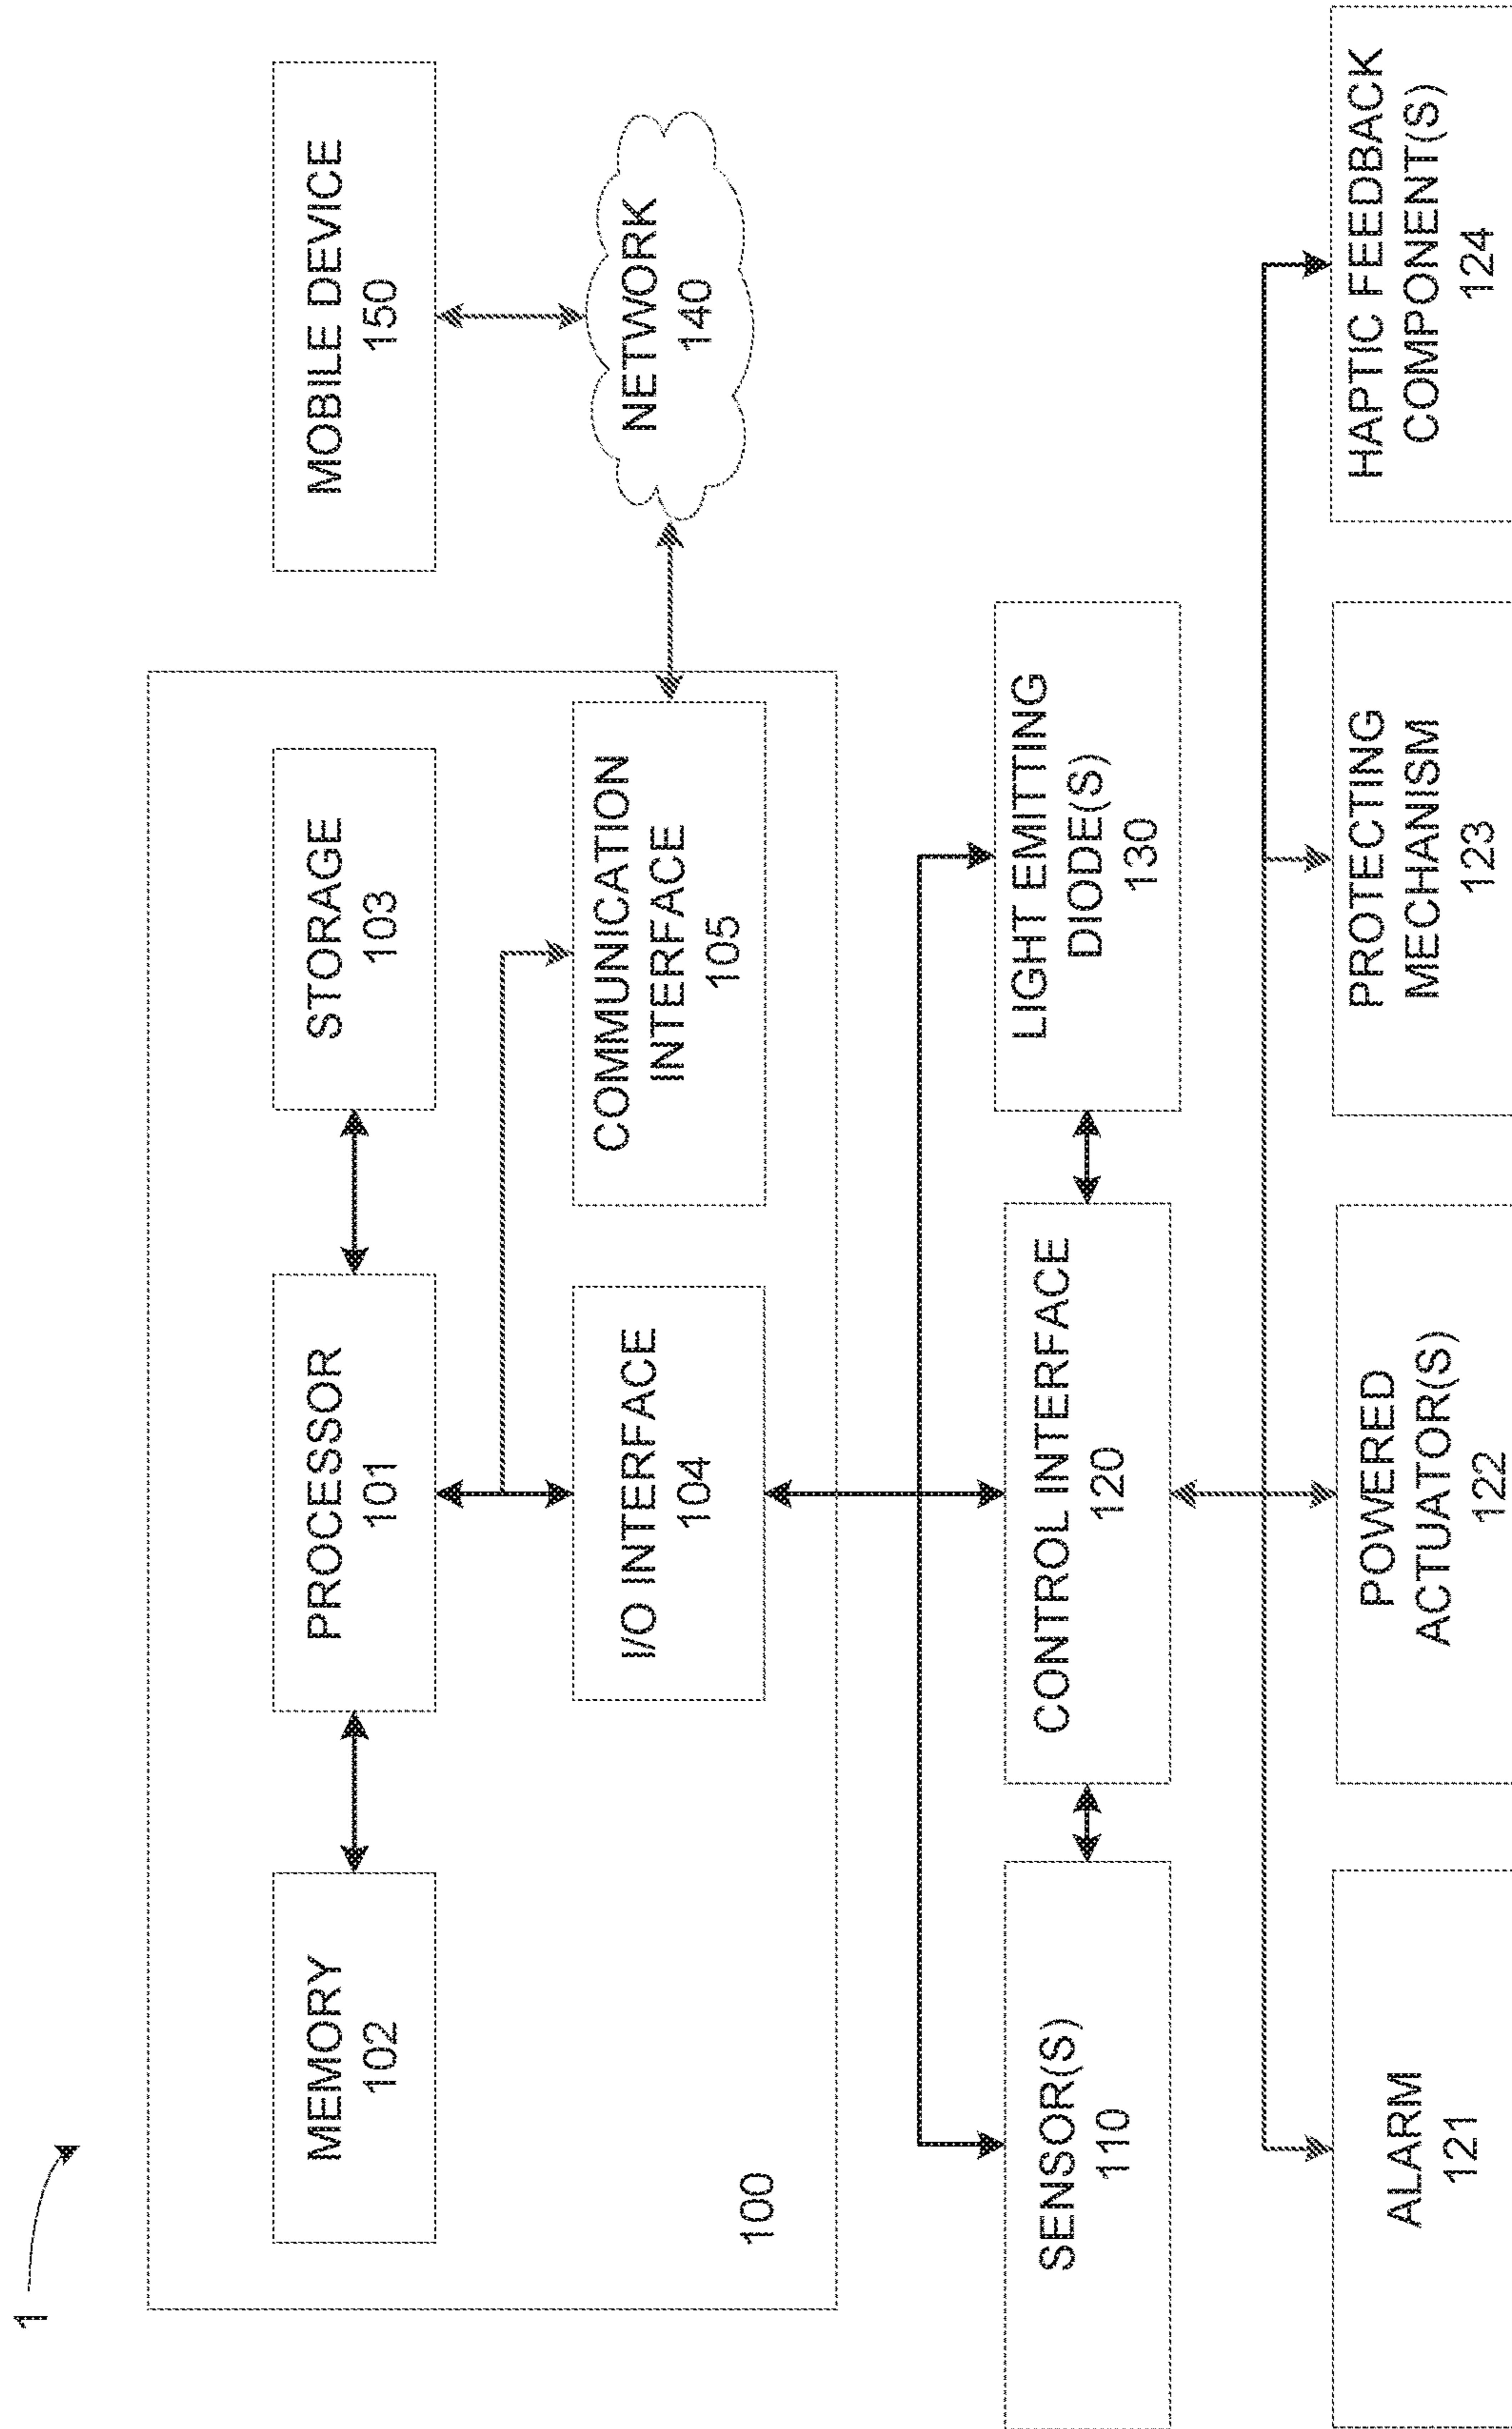 1
MEMORY
102
PROCESSOR
101
STORAGE
103
MOBILE DEVICE
150
I/O INTERFACE
104
COMMUNICATION
INTERFACE
105
NETWORK
140
100
SENSOR(S)
110
CONTROL INTERFACE
120
LIGHT EMITTING
DIODE(S)
130
ALARM
121
POWERED
ACTUATOR(S)
122
PROTECTING
MECHANISM
123
HAPTIC FEEDBACK
COMPONENT(S)
124